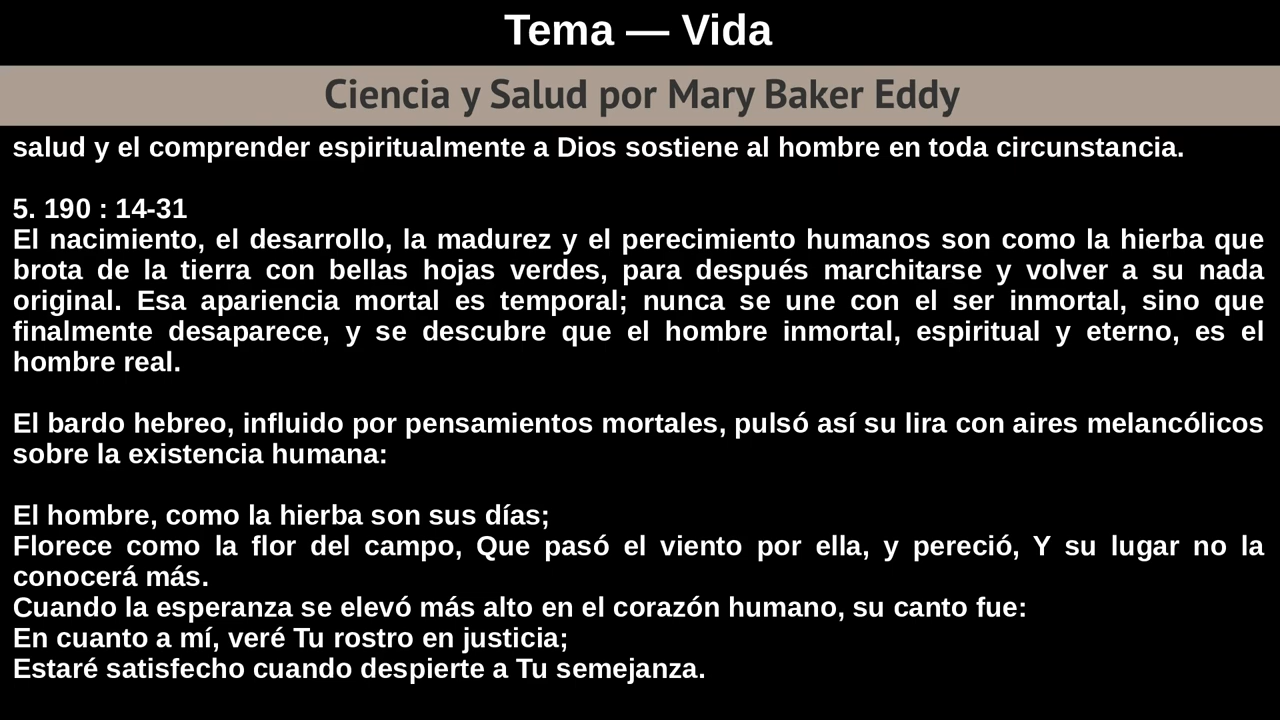 Tema — Vida
Ciencia y Salud por Mary Baker Eddy
salud y el comprender espiritualmente a Dios sostiene al hombre en toda circunstancia.
5. 190 : 14-31
El nacimiento, el desarrollo, la madurez y el perecimiento humanos son como la hierba que
brota de la tierra con bellas hojas verdes, para después marchitarse y volver a su nada
original. Esa apariencia mortal es temporal; nunca se une con el ser inmortal, sino que
finalmente desaparece, y se descubre que el hombre inmortal, espiritual y eterno, es el
hombre real.
El bardo hebreo, influido por pensamientos mortales, pulsó así su lira con aires melancólicos
sobre la existencia humana:
El hombre, como la hierba son sus días;
Florece como la flor del campo, Que pasó el viento por ella, y pereció, Y su lugar no la
conocerá más.
Cuando la esperanza se elevó más alto en el corazón humano, su canto fue:
En cuanto a mí, veré Tu rostro en justicia;
Estaré satisfecho cuando despierte a Tu semejanza.